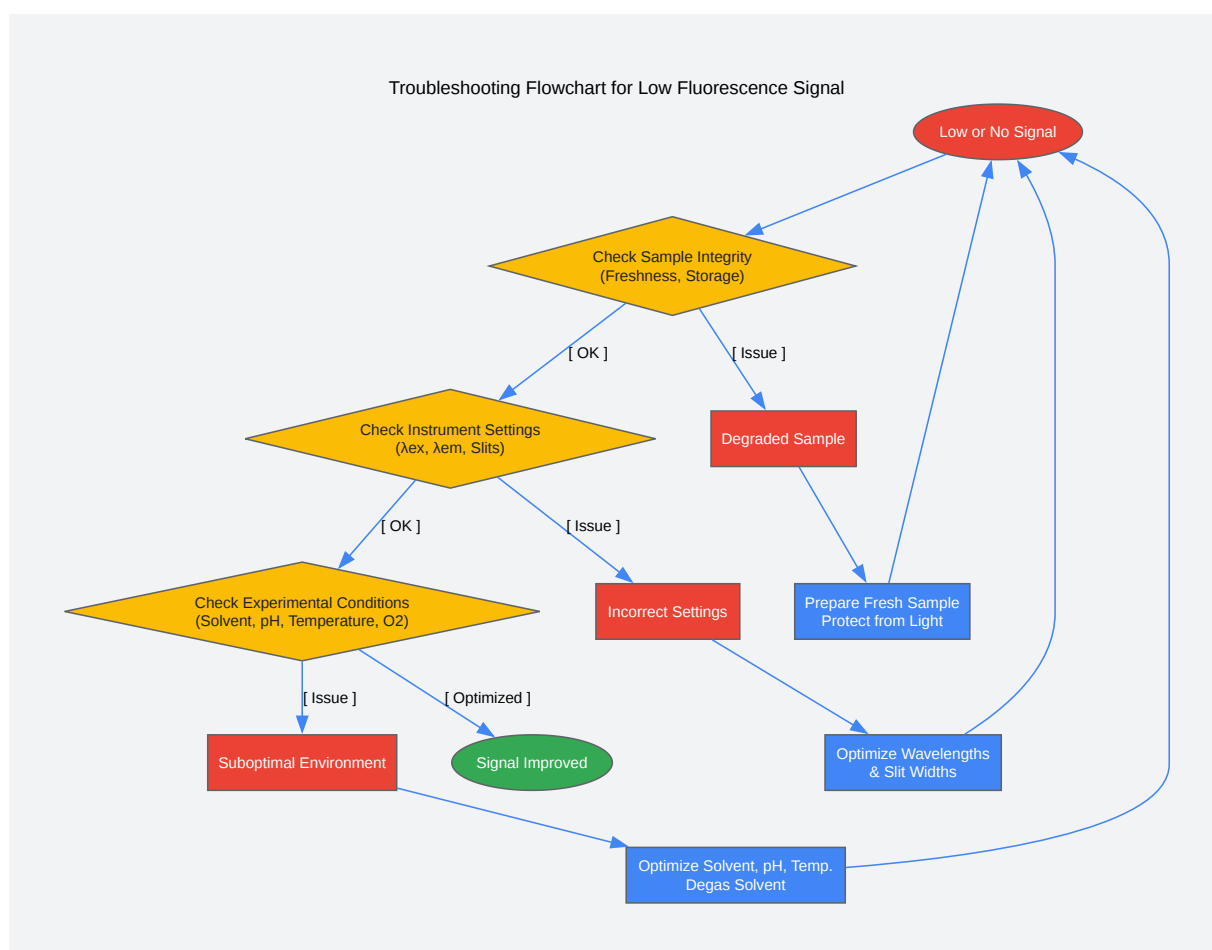 Troubleshooting Flowchart for Low Fluorescence Signal
Low or No Signal
Check Sample Integrity
(Freshness, Storage)
[ OK ]
[ Issue ]
Check Instrument Settings
(λex, λem, Slits)
Degraded Sample
[ OK ]
[ Issue ]
Check Experimental Conditions
(Solvent, pH, Temperature, O2)
Incorrect Settings
Prepare Fresh Sample
Protect from Light
[ Issue ]
[ Optimized ]
Suboptimal Environment
Signal Improved
Optimize Wavelengths
& Slit Widths
Optimize Solvent, pH, Temp.
Degas Solvent